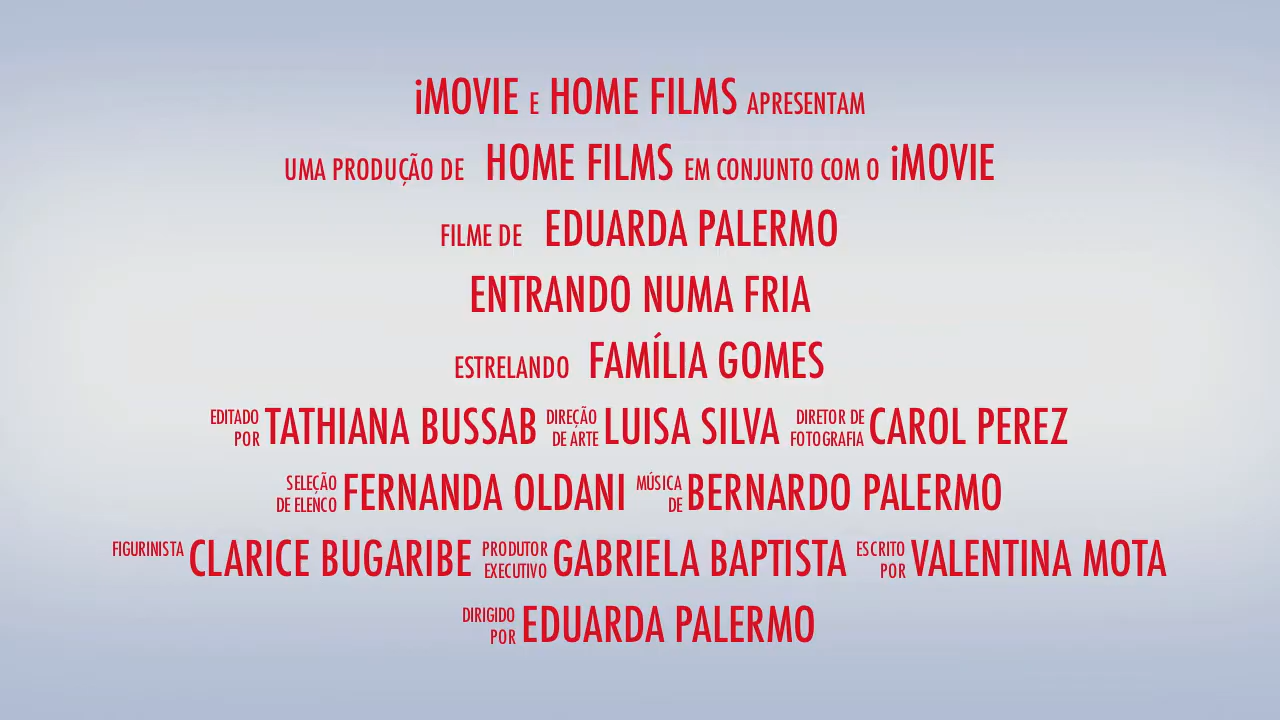 iMOVIE E HOME FILMS APRESENTAM
UMA PRODUÇÃO DE HOME FILMS EM CONJUNTO COM O iMOVIE
FILME DE EDUARDA PALERMO
ENTRANDO NUMA FRIA
ESTRELANDO FAMÍLIA GOMES
EDITADO POR TATHIANA BUSSAB DIREÇÃO DE ARTE LUISA SILVA DIRETOR DE FOTOGRAFIA CAROL PEREZ
SELEÇÃO DE ELENCO FERNANDA OLDANI MÚSICA DE BERNARDO PALERMO
FIGURINISTA CLARICE BUGARIBE PRODUTOR EXECUTIVO GABRIELA BAPTISTA ESCRITO POR VALENTINA MOTA
DIRIGIDO POR EDUARDA PALERMO